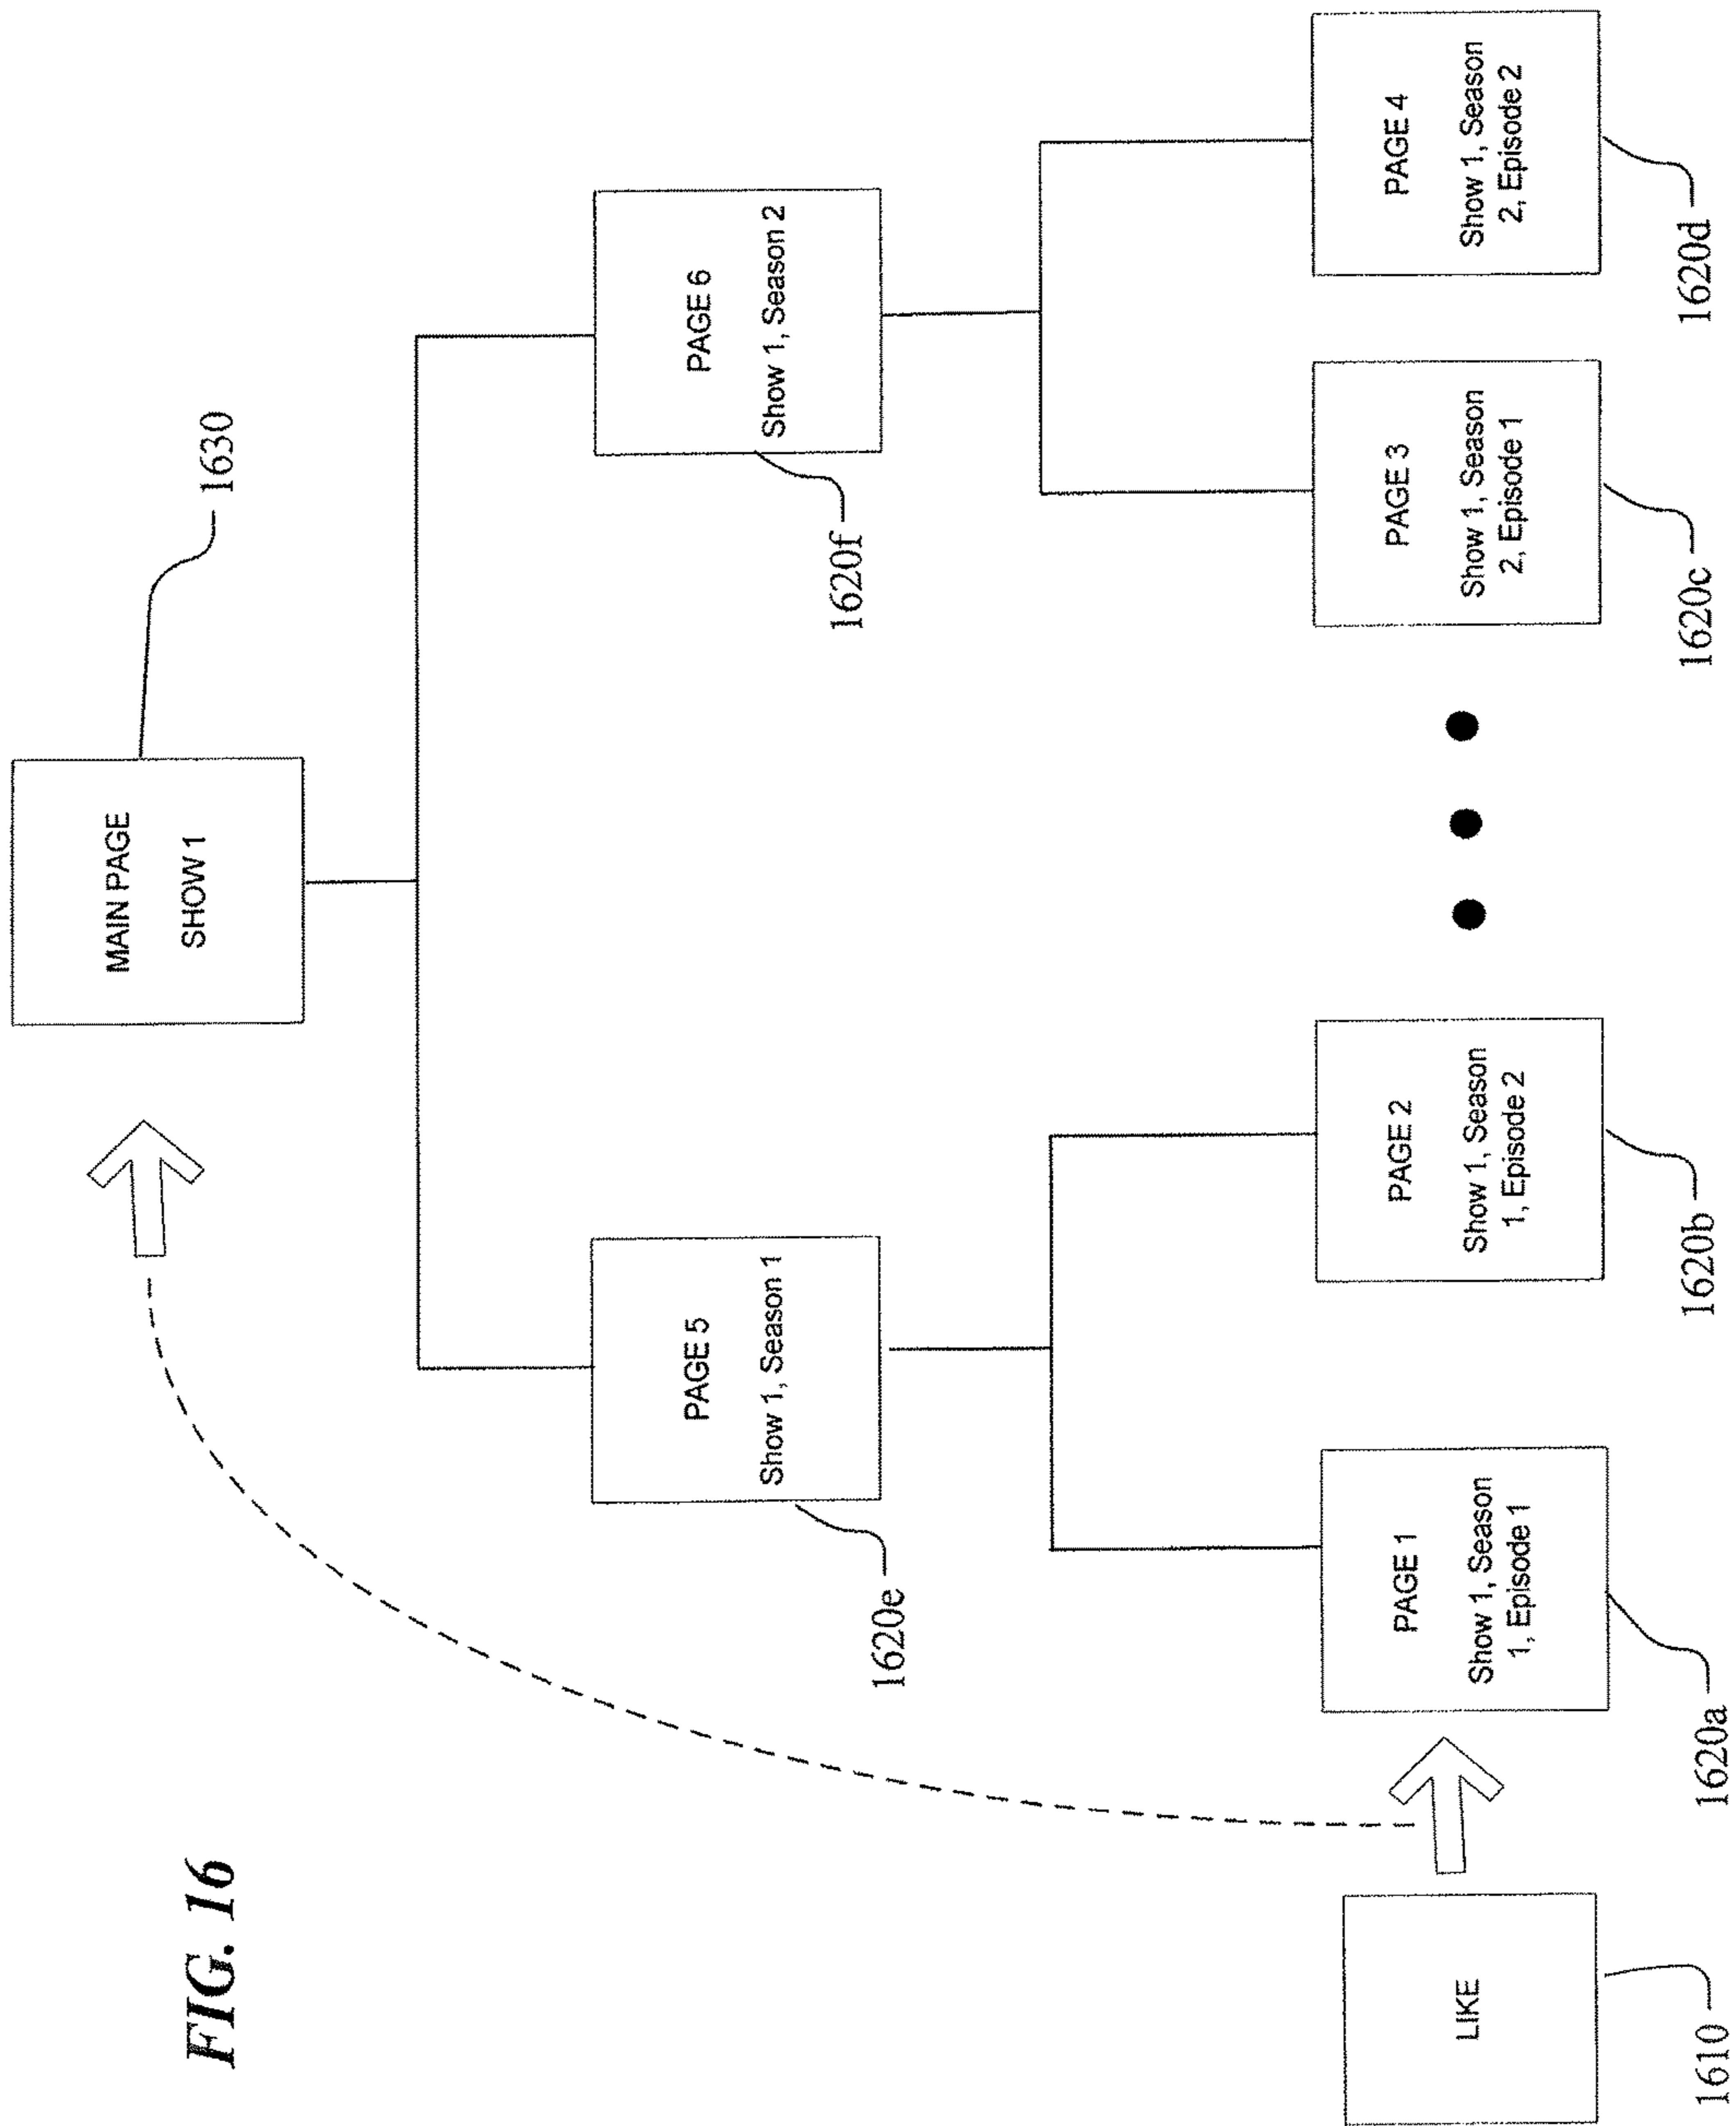 FIG. 16
MAIN PAGE
SHOW 1
1630
PAGE 5
Show 1, Season 1
1620e
PAGE 6
Show 1, Season 2
1620f
LIKE
1610
PAGE 1
Show 1, Season
1, Episode 1
1620a
PAGE 2
Show 1, Season
1, Episode 2
1620b
PAGE 3
Show 1, Season
2, Episode 1
1620c
PAGE 4
Show 1, Season
2, Episode 2
1620d